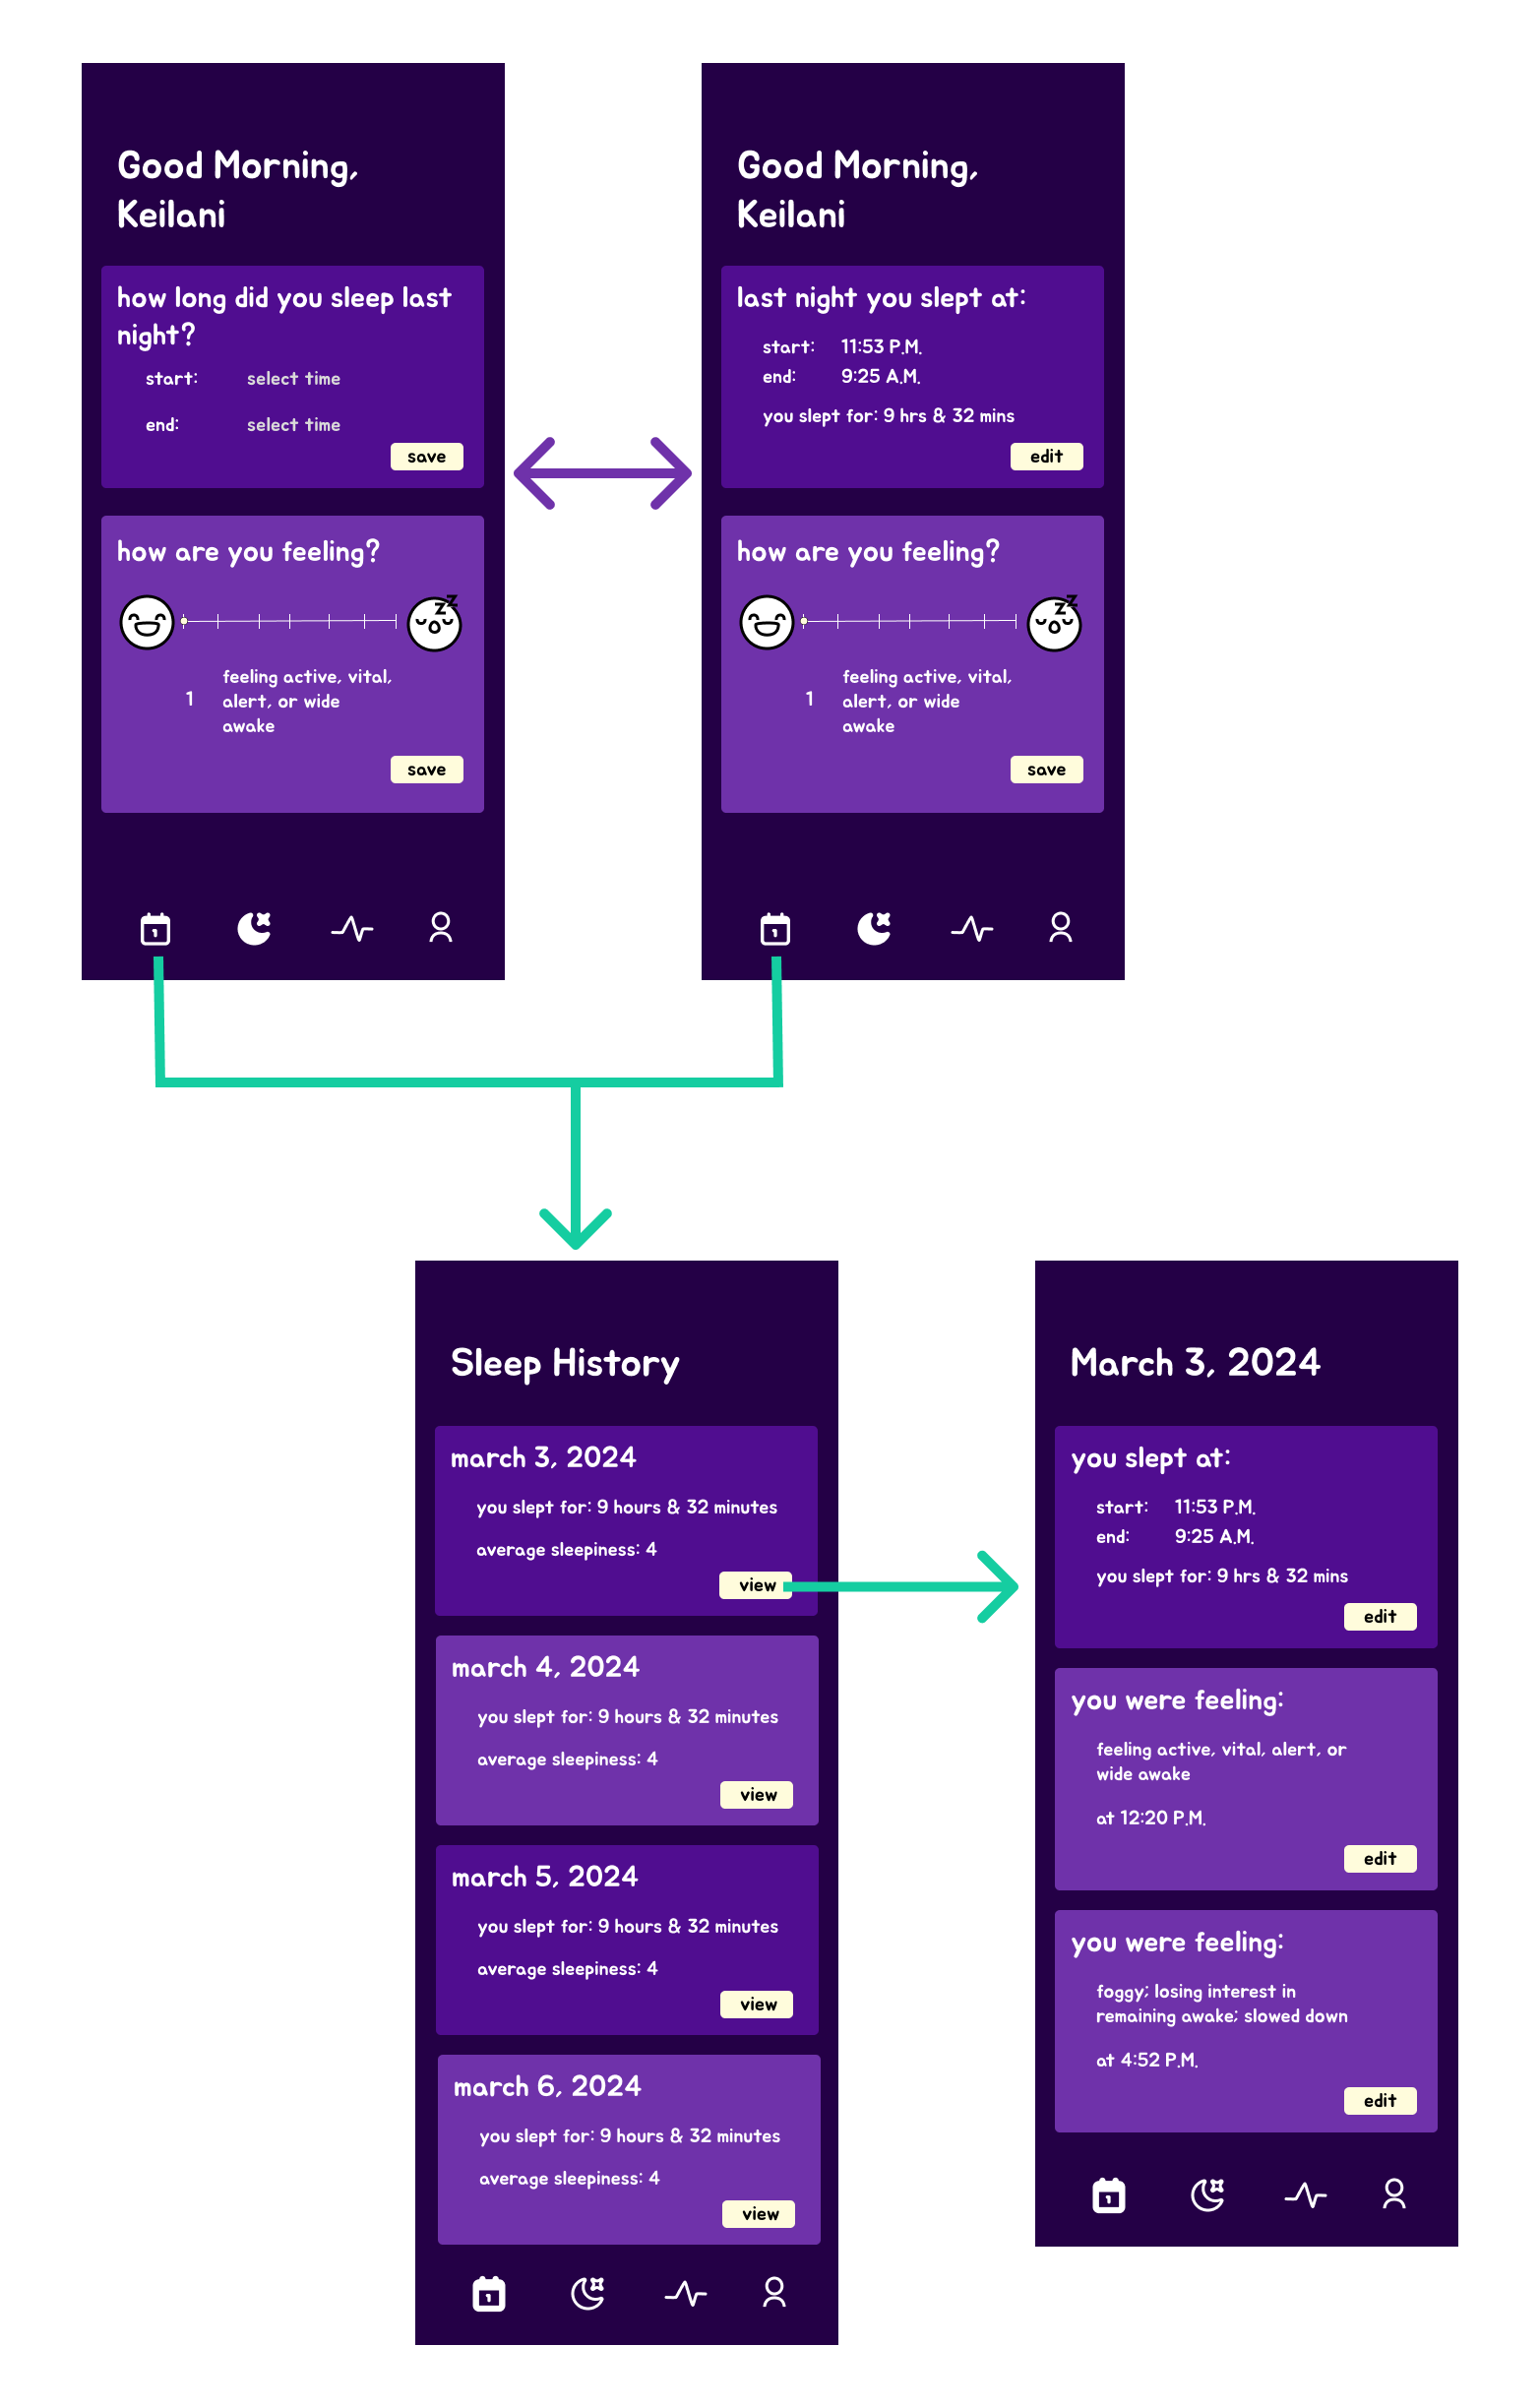 Good Morning,
Keilani
how long did you sleep last
night?
start: select time
end: select time
save
how are you feeling?
zz
1
feeling active, vital,
alert, or wide
awake
save
1
Good Morning,
Keilani
last night you slept at:
start: 11:53 P.M.
end: 9:25 A.M.
you slept for: 9 hrs & 32 mins
edit
how are you feeling?
zz
1
feeling active, vital,
alert, or wide
awake
save
1
Sleep History
march 3, 2024
you slept for: 9 hours & 32 minutes
average sleepiness: 4
view
march 4, 2024
you slept for: 9 hours & 32 minutes
average sleepiness: 4
view
march 5, 2024
you slept for: 9 hours & 32 minutes
average sleepiness: 4
view
march 6, 2024
you slept for: 9 hours & 32 minutes
average sleepiness: 4
view
1
March 3, 2024
you slept at:
start: 11:53 P.M.
end: 9:25 A.M.
you slept for: 9 hrs & 32 mins
edit
you were feeling:
feeling active, vital, alert, or
wide awake
at 12:20 P.M.
edit
you were feeling:
foggy; losing interest in
remaining awake; slowed down
at 4:52 P.M.
edit
1